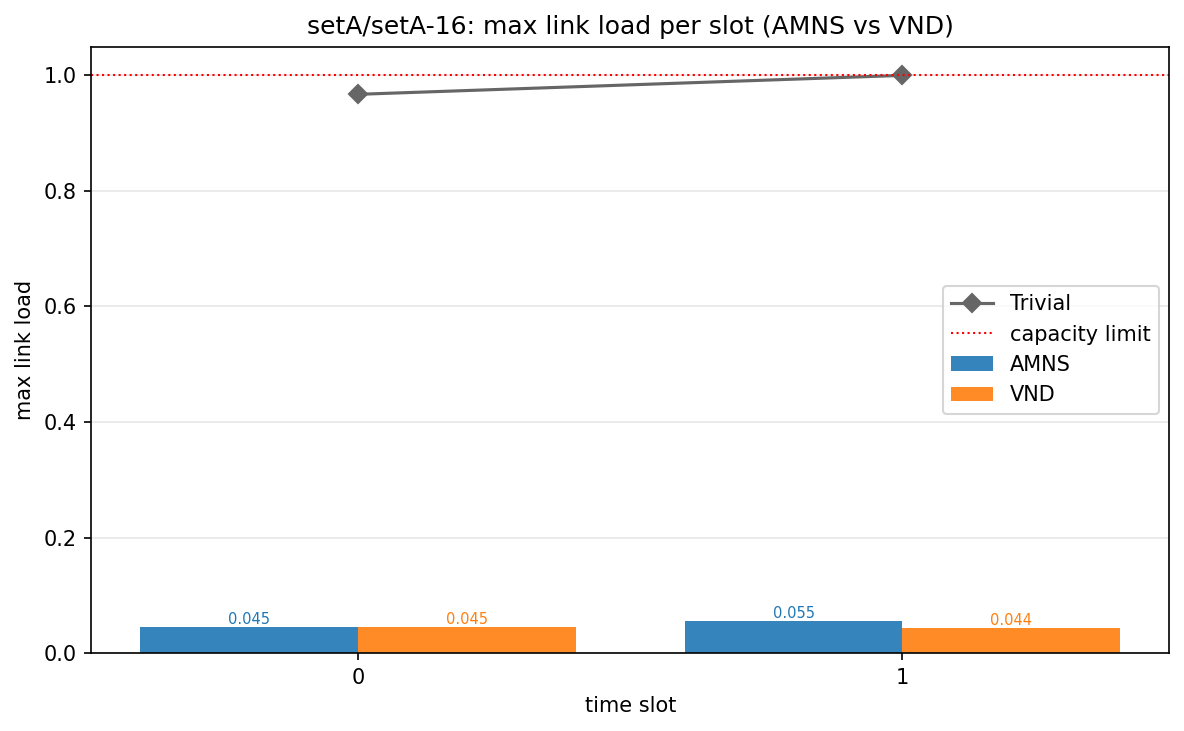 setA/setA-16: max link load per slot (AMNS vs VND)
max link load
1.0
0.8
0.6
0.4
0.2
0.0
Trivial
capacity limit
AMNS
VND
0.045
0.045
0.055
0.044
0
1
time slot